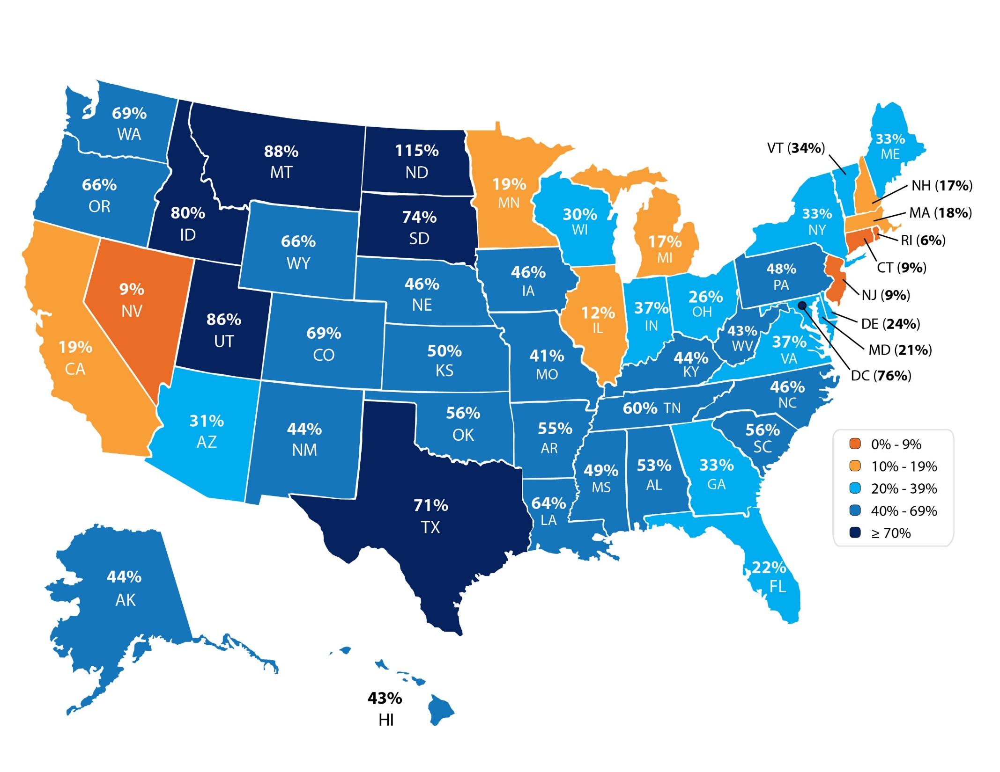 69%
WA
66%
OR
19%
CA
9%
NV
80%
ID
88%
MT
115%
ND
74%
SD
66%
WY
86%
UT
69%
CO
31%
AZ
44%
NM
46%
NE
50%
KS
56%
OK
71%
TX
19%
MN
46%
IA
41%
MO
55%
AR
64%
LA
30%
WI
12%
IL
17%
MI
37%
IN
26%
OH
44%
KY
60% TN
49%
MS
53%
AL
33%
GA
22%
FL
56%
SC
46%
NC
37%
VA
43%
WV
48%
PA
33%
NY
33%
ME
VT (34%)
NH (17%)
MA (18%)
RI (6%)
CT (9%)
NJ (9%)
DE (24%)
MD (21%)
DC (76%)
44%
AK
43%
HI
0% - 9%
10% - 19%
20% - 39%
40% - 69%
≥ 70%